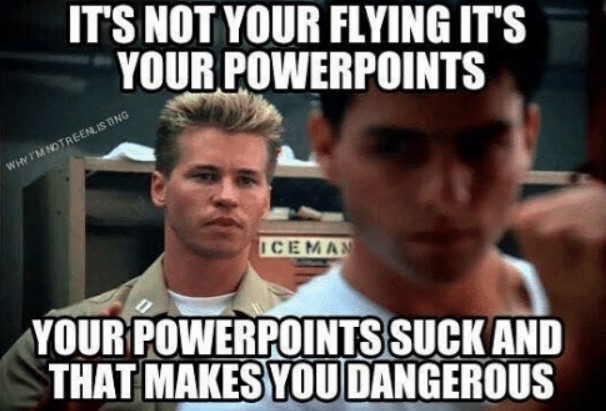 IT'S NOT YOUR FLYING IT'S
YOUR POWERPOINTS
WHY I'M NOT REENLISTING
ICEMAN
YOUR POWERPOINTS SUCK AND
THAT MAKES YOU DANGEROUS